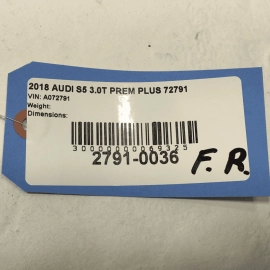 2018 AUDI S5 3.0T PREM PLUS 72791
VIN: A072791
Weight:
Dimensions:
30000000069325
2791-0036
F.R.